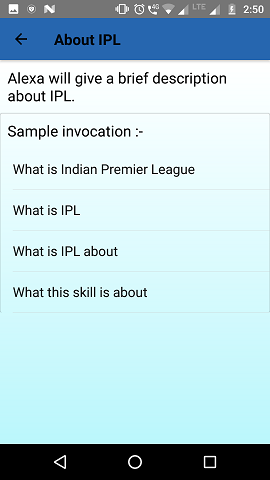 4G LTE 2:50
About IPL
Alexa will give a brief description
about IPL.
Sample invocation :-
What is Indian Premier League
What is IPL
What is IPL about
What this skill is about